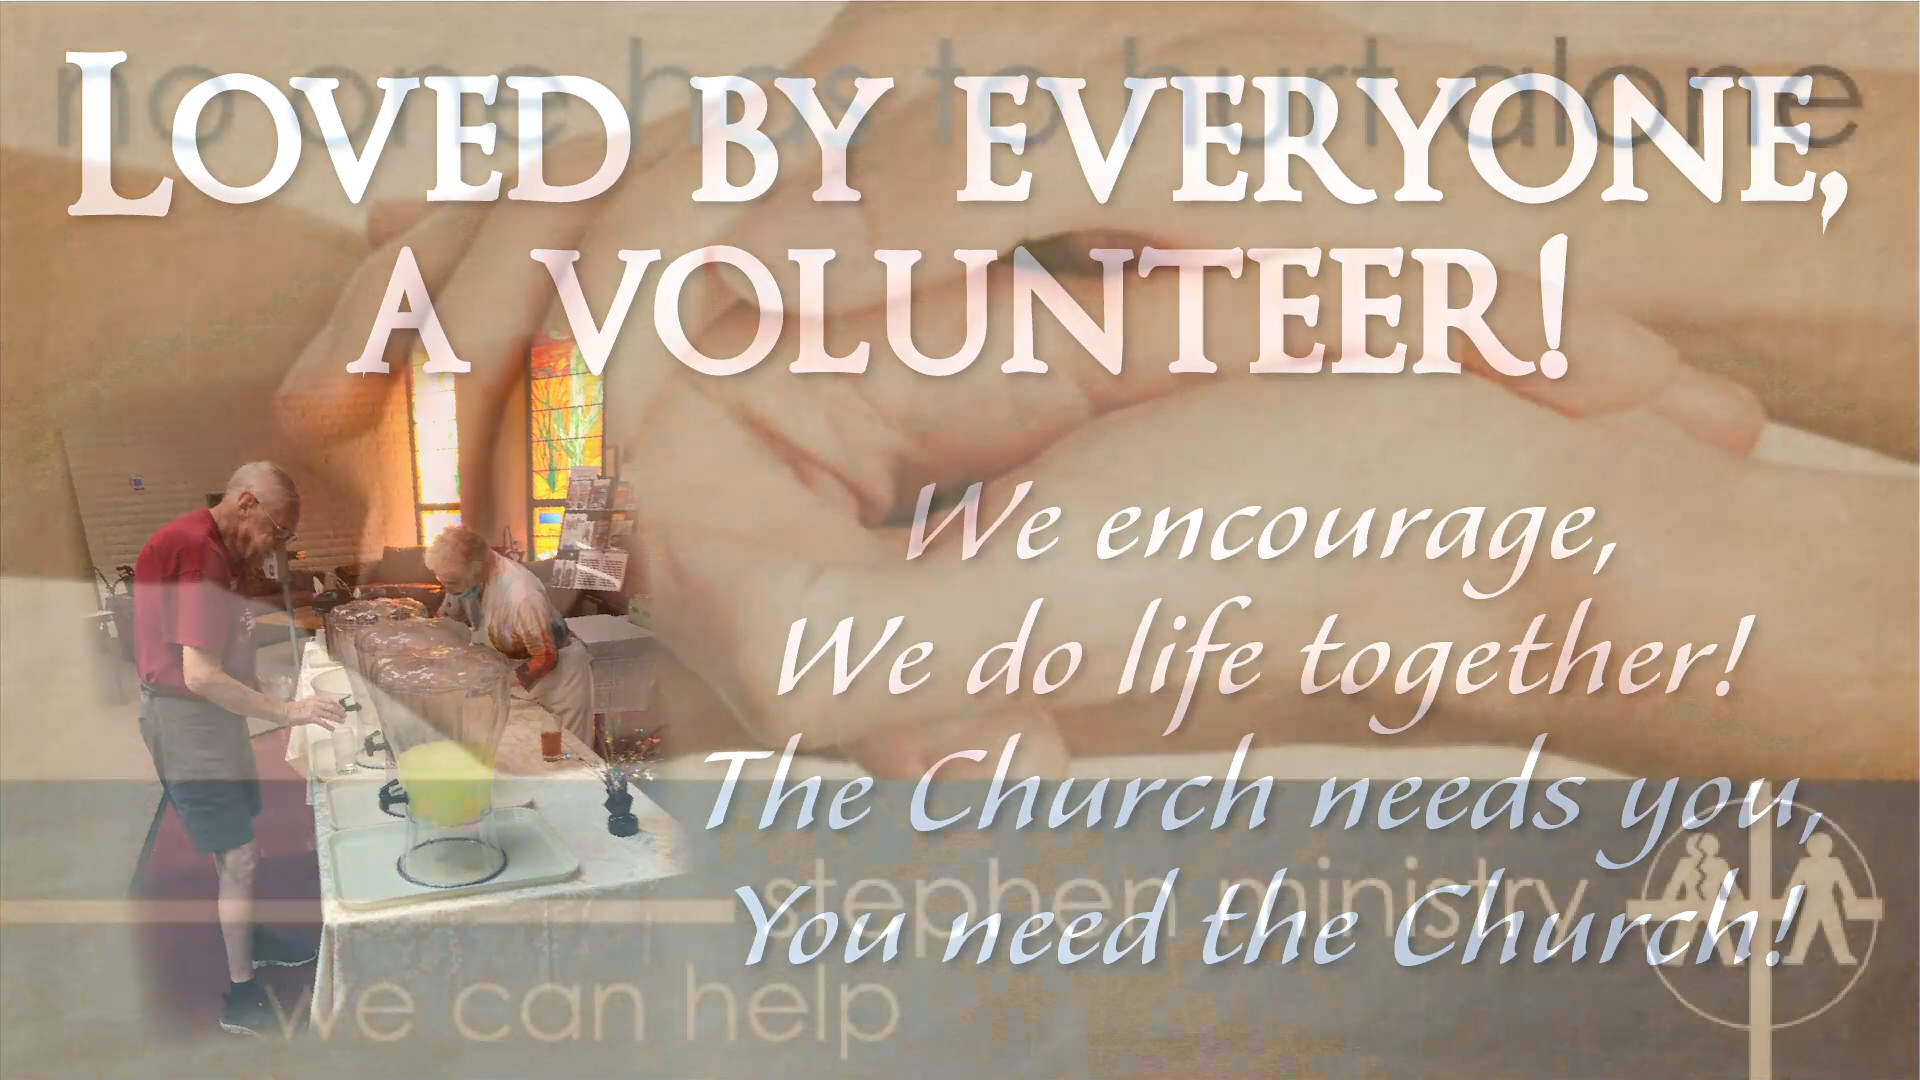 no one has to hurt alone
LOVED BY EVERYONE,
A VOLUNTEER!
We encourage,
We do life together!
The Church needs you,
stephen ministry
You need the Church!
we can help